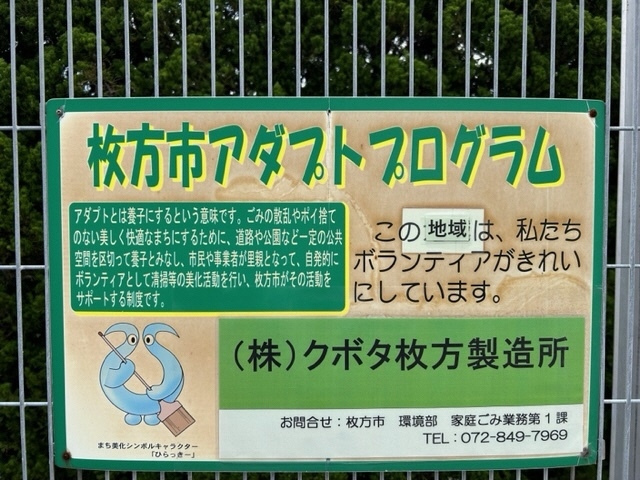 枚方市アダプトプログラム
アダプトとは養子にするという意味です。ごみの散乱やポイ捨て
のない美しく快適なまちにするために、道路や公園など一定の公共
空間を区切って養子とみなし、市民や事業者が里親となって、自発的に
ボランティアとして清掃等の美化活動を行い、枚方市がその活動を
サポートする制度です。
この地域は、私たち
ボランティアがきれい
にしています。
(株)クボタ枚方製造所
お問合せ：枚方市　環境部　家庭ごみ業務第1課
TEL：072-849-7969
まち美化シンボルキャラクター
「ひらっきー」